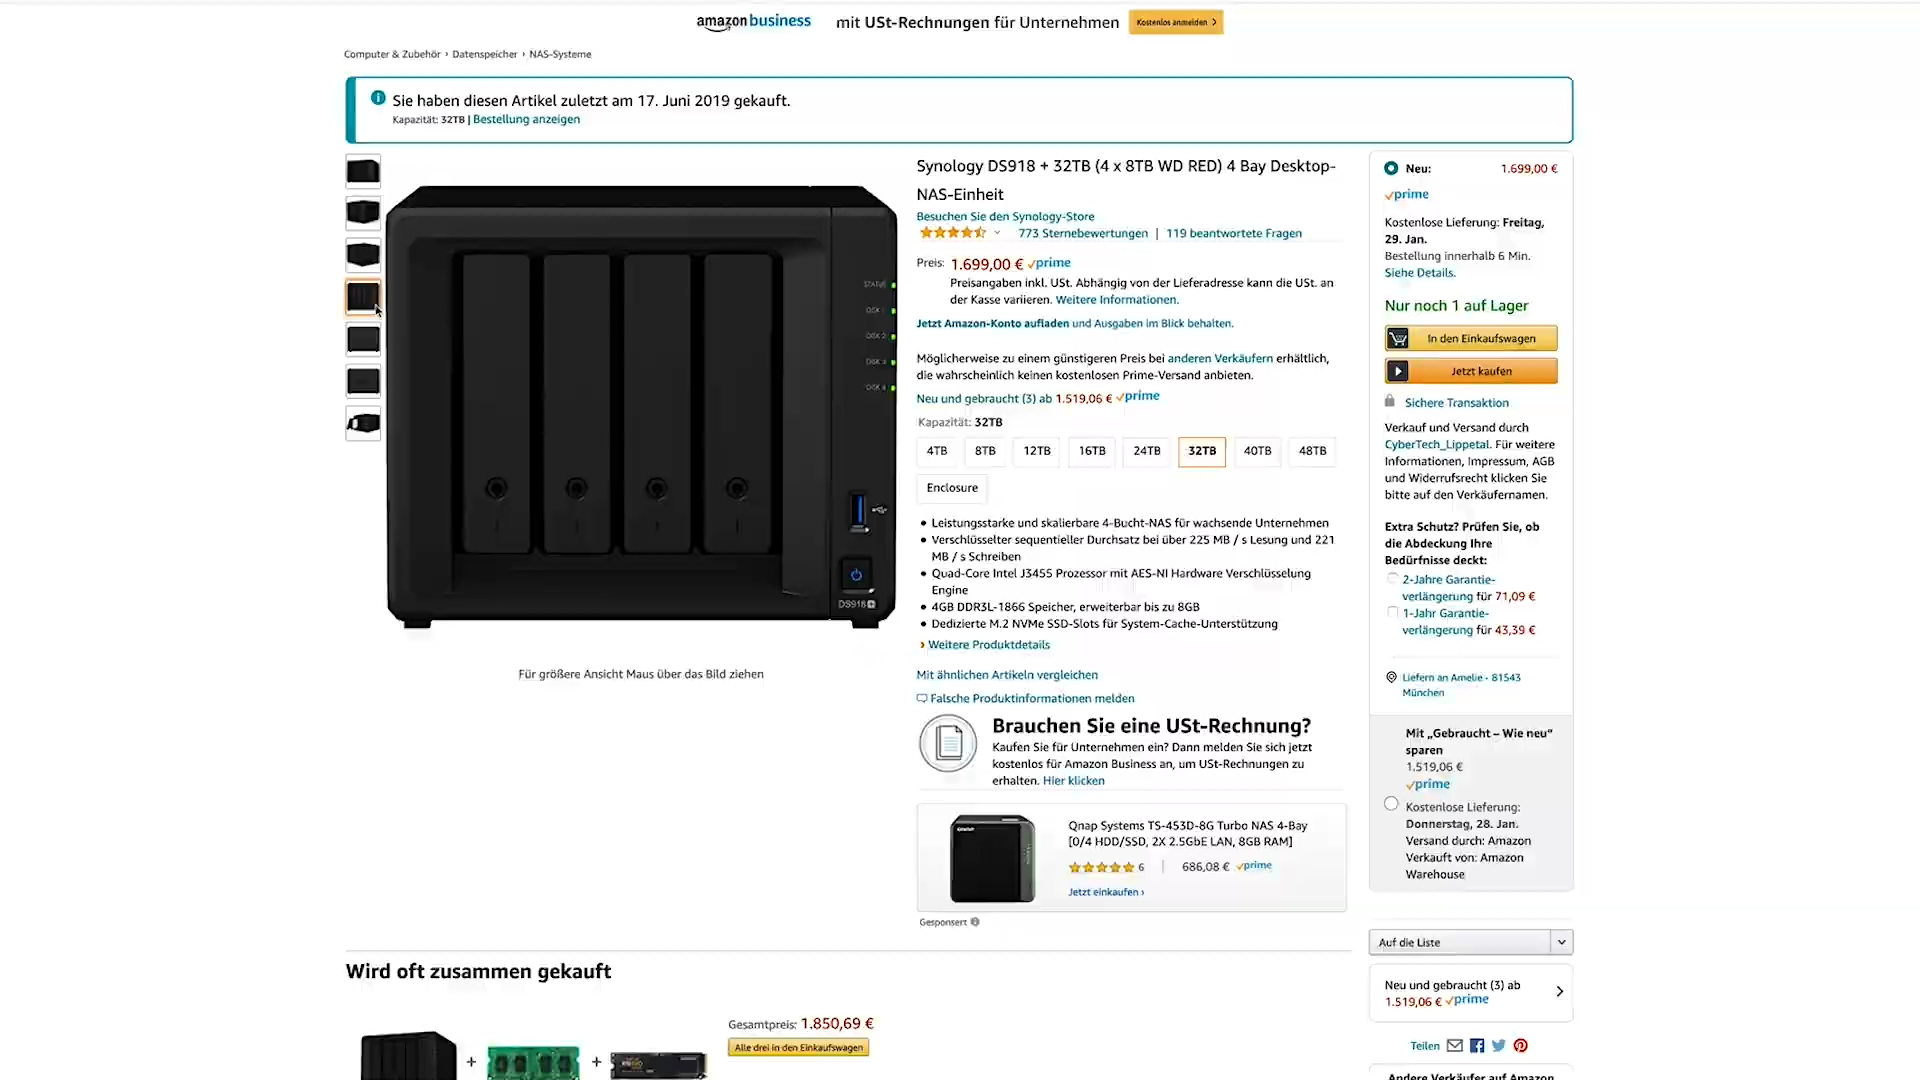 amazon business mit USt-Rechnungen für Unternehmen Kostenlos anmelden ›
Computer & Zubehör › Datenspeicher › NAS-Systeme
Sie haben diesen Artikel zuletzt am 17. Juni 2019 gekauft.
Kapazität: 32TB | Bestellung anzeigen
STATUS
DISK 2
DISK 3
DISK 4
DS918+
Für größere Ansicht Maus über das Bild ziehen
Synology DS918 + 32TB (4 x 8TB WD RED) 4 Bay Desktop-
NAS-Einheit
Besuchen Sie den Synology-Store
773 Sternebewertungen | 119 beantwortete Fragen
Preis: 1.699,00 € prime
Preisangaben inkl. USt. Abhängig von der Lieferadresse kann die USt. an
der Kasse variieren. Weitere Informationen.
Jetzt Amazon-Konto aufladen und Ausgaben im Blick behalten.
Möglicherweise zu einem günstigeren Preis bei anderen Verkäufern erhältlich,
die wahrscheinlich keinen kostenlosen Prime-Versand anbieten.
Neu und gebraucht (3) ab 1.519,06 € prime
Kapazität: 32TB
4TB 8TB 12TB 16TB 24TB 32TB 40TB 48TB
Enclosure
• Leistungsstarke und skalierbare 4-Bucht-NAS für wachsende Unternehmen
• Verschlüsselter sequentieller Durchsatz bei über 225 MB / s Lesung und 221
MB / s Schreiben
• Quad-Core Intel J3455 Prozessor mit AES-NI Hardware Verschlüsselung
Engine
• 4GB DDR3L-1866 Speicher, erweiterbar bis zu 8GB
• Dedizierte M.2 NVMe SSD-Slots für System-Cache-Unterstützung
› Weitere Produktdetails
Mit ähnlichen Artikeln vergleichen
Falsche Produktinformationen melden
Brauchen Sie eine USt-Rechnung?
Kaufen Sie für Unternehmen ein? Dann melden Sie sich jetzt
kostenlos für Amazon Business an, um USt-Rechnungen zu
erhalten. Hier klicken
QNAP
Qnap Systems TS-453D-8G Turbo NAS 4-Bay
[0/4 HDD/SSD, 2X 2.5GbE LAN, 8GB RAM]
6 | 686,08 € prime
Jetzt einkaufen ›
Gesponsert
Neu: 1.699,00 €
prime
Kostenlose Lieferung: Freitag,
29. Jan.
Bestellung innerhalb 6 Min.
Siehe Details.
Nur noch 1 auf Lager
In den Einkaufswagen
Jetzt kaufen
Sichere Transaktion
Verkauf und Versand durch
CyberTech_Lippetal. Für weitere
Informationen, Impressum, AGB
und Widerrufsrecht klicken Sie
bitte auf den Verkäufernamen.
Extra Schutz? Prüfen Sie, ob
die Abdeckung Ihre
Bedürfnisse deckt:
2-Jahre Garantie-
verlängerung für 71,09 €
1-Jahr Garantie-
verlängerung für 43,39 €
Liefern an Amelie - 81543
München
Mit „Gebraucht – Wie neu“
sparen
1.519,06 €
prime
Kostenlose Lieferung:
Donnerstag, 28. Jan.
Versand durch: Amazon
Verkauft von: Amazon
Warehouse
Auf die Liste
Neu und gebraucht (3) ab
1.519,06 € prime
Teilen
Andere Verkäufer auf Amazon
Wird oft zusammen gekauft
Gesamtpreis: 1.850,69 €
Alle drei in den Einkaufswagen
+ +